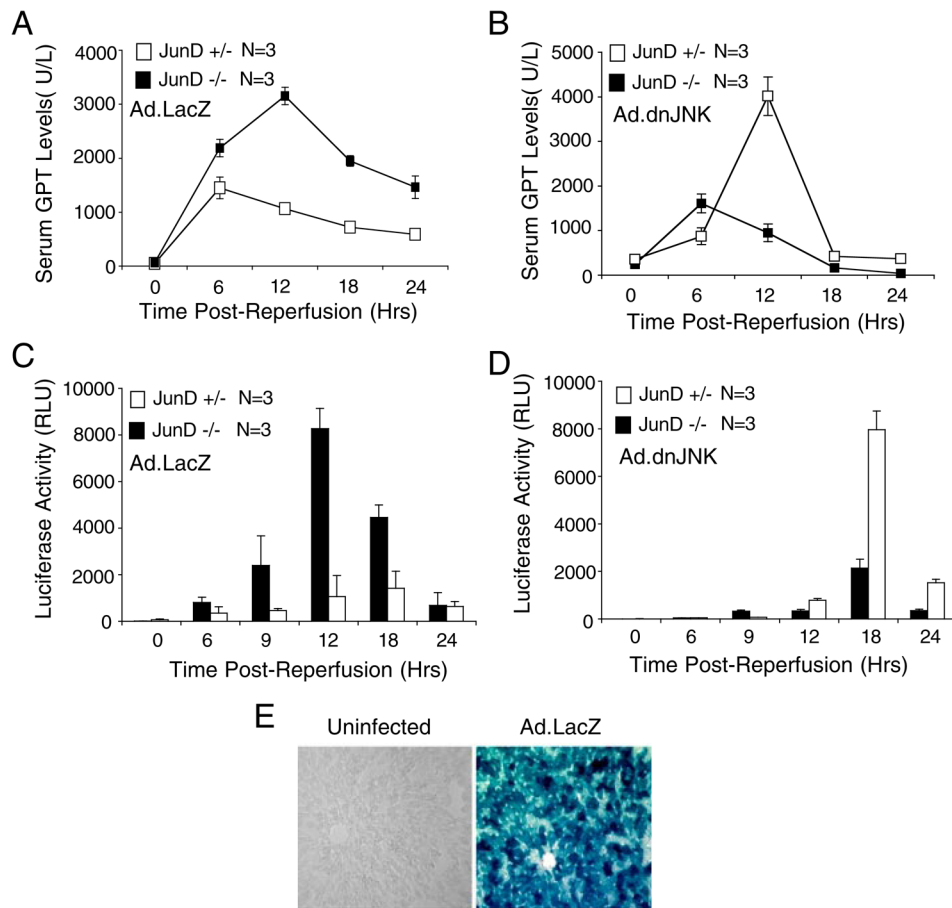 A
Serum GPT Levels( U/L)
4000
3000
2000
1000
0
JunD +/- N=3
JunD -/- N=3
Ad.LacZ
0 6 12 18 24
Time Post-Reperfusion (Hrs)
B
Serum GPT Levels( U/L)
5000
4000
3000
2000
1000
0
JunD +/- N=3
JunD -/- N=3
Ad.dnJNK
0 6 12 18 24
Time Post-Reperfusion (Hrs)
C
Luciferase Activity (RLU)
10000
8000
6000
4000
2000
0
JunD +/- N=3
JunD -/- N=3
Ad.LacZ
0 6 9 12 18 24
Time Post-Reperfusion (Hrs)
D
Luciferase Activity (RLU)
10000
8000
6000
4000
2000
0
JunD +/- N=3
JunD -/- N=3
Ad.dnJNK
0 6 9 12 18 24
Time Post-Reperfusion (Hrs)
E
Uninfected
Ad.LacZ